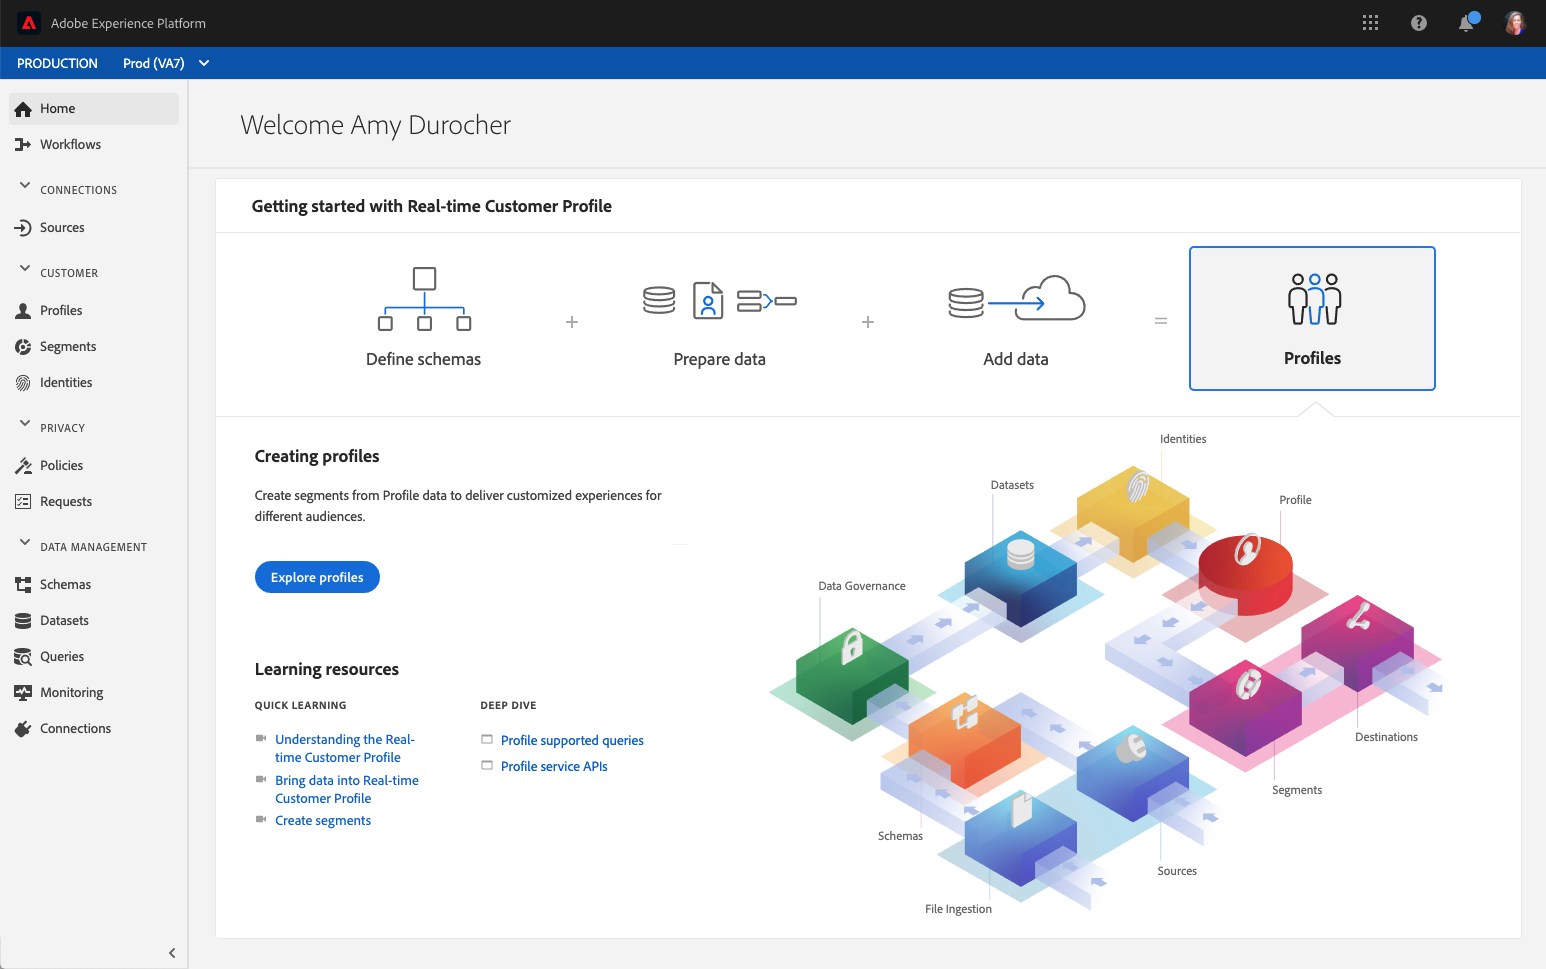 Adobe Experience Platform
PRODUCTION Prod (VA7)
Home
Workflows
CONNECTIONS
Sources
CUSTOMER
Profiles
Segments
Identities
PRIVACY
Policies
Requests
DATA MANAGEMENT
Schemas
Datasets
Queries
Monitoring
Connections
Welcome Amy Durocher
Getting started with Real-time Customer Profile
Define schemas
+
Prepare data
+
Add data
=
Profiles
Creating profiles
Create segments from Profile data to deliver customized experiences for
different audiences.
Explore profiles
Learning resources
QUICK LEARNING
Understanding the Real-
time Customer Profile
Bring data into Real-time
Customer Profile
Create segments
DEEP DIVE
Profile supported queries
Profile service APIs
Identities
Datasets
Profile
Data Governance
Destinations
Segments
Schemas
Sources
File Ingestion